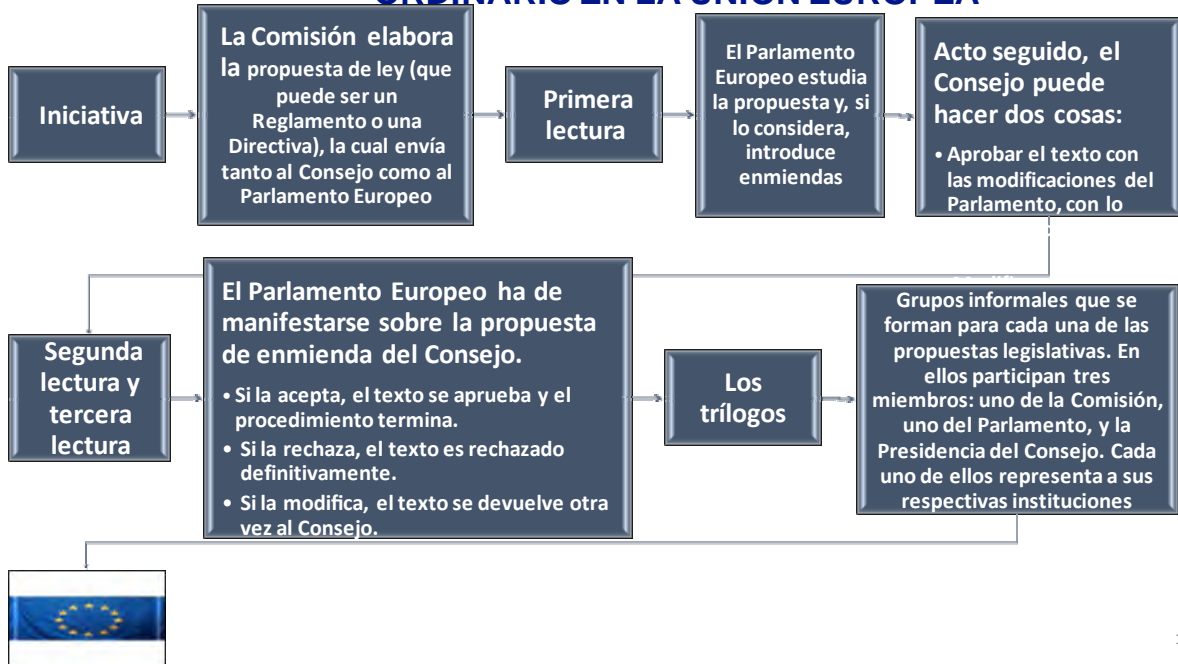 ORDINARIO EN LA UNIÓN EUROPEA
Iniciativa
La Comisión elabora
la propuesta de ley (que
puede ser un
Reglamento o una
Directiva), la cual envía
tanto al Consejo como al
Parlamento Europeo
Primera
lectura
El Parlamento
Europeo estudia
la propuesta y, si
lo considera,
introduce
enmiendas
Acto seguido, el
Consejo puede
hacer dos cosas:
• Aprobar el texto con
las modificaciones del
Parlamento, con lo
Segunda
lectura y
tercera
lectura
El Parlamento Europeo ha de
manifestarse sobre la propuesta
de enmienda del Consejo.
• Si la acepta, el texto se aprueba y el
procedimiento termina.
• Si la rechaza, el texto es rechazado
definitivamente.
• Si la modifica, el texto se devuelve otra
vez al Consejo.
Los
trílogos
Grupos informales que se
forman para cada una de las
propuestas legislativas. En
ellos participan tres
miembros: uno de la Comisión,
uno del Parlamento, y la
Presidencia del Consejo. Cada
uno de ellos representa a sus
respectivas instituciones